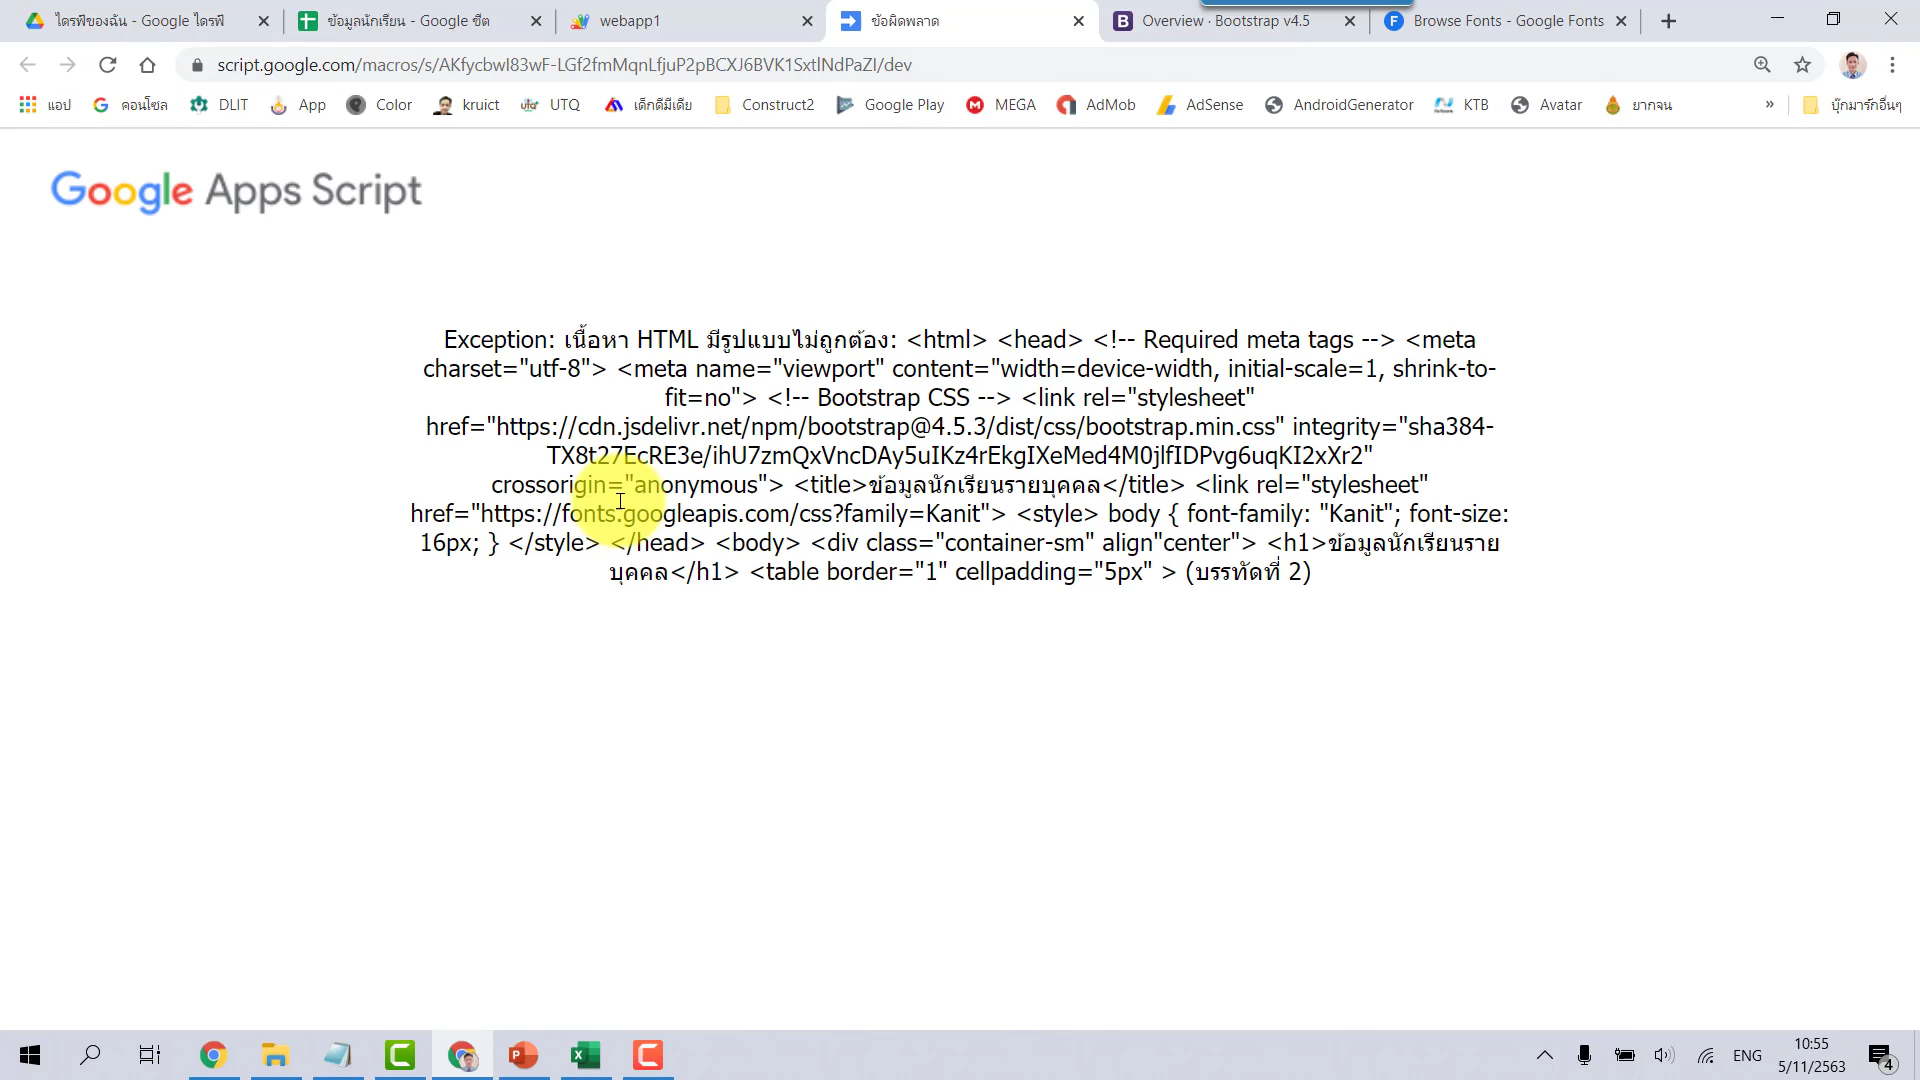 ไดรฟ์ของฉัน - Google ไดรฟ์
ข้อมูลนักเรียน - Google ชีต
webapp1
ข้อผิดพลาด
Overview · Bootstrap v4.5
Browse Fonts - Google Fonts
script.google.com/macros/s/AKfycbwI83wF-LGf2fmMqnLfjuP2pBCXJ6BVK1SxtlNdPaZI/dev
แอป
คอนโซล
DLIT
App
Color
kruict
UTQ
เด็กดีมีเดีย
Construct2
Google Play
MEGA
AdMob
AdSense
AndroidGenerator
KTB
Avatar
ยากจน
»
บุ๊กมาร์กอื่นๆ
Google Apps Script
Exception: เนื้อหา HTML มีรูปแบบไม่ถูกต้อง: <html> <head> <!-- Required meta tags --> <meta
charset="utf-8"> <meta name="viewport" content="width=device-width, initial-scale=1, shrink-to-
fit=no"> <!-- Bootstrap CSS --> <link rel="stylesheet"
href="https://cdn.jsdelivr.net/npm/bootstrap@4.5.3/dist/css/bootstrap.min.css" integrity="sha384-
TX8t27EcRE3e/ihU7zmQxVncDAy5uIKz4rEkgIXeMed4M0jlfIDPvg6uqKI2xXr2"
crossorigin="anonymous"> <title>ข้อมูลนักเรียนรายบุคคล</title> <link rel="stylesheet"
href="https://fonts.googleapis.com/css?family=Kanit"> <style> body { font-family: "Kanit"; font-size:
16px; } </style> </head> <body> <div class="container-sm" align"center"> <h1>ข้อมูลนักเรียนราย
บุคคล</h1> <table border="1" cellpadding="5px" > (บรรทัดที่ 2)
ENG
10:55
5/11/2563
4